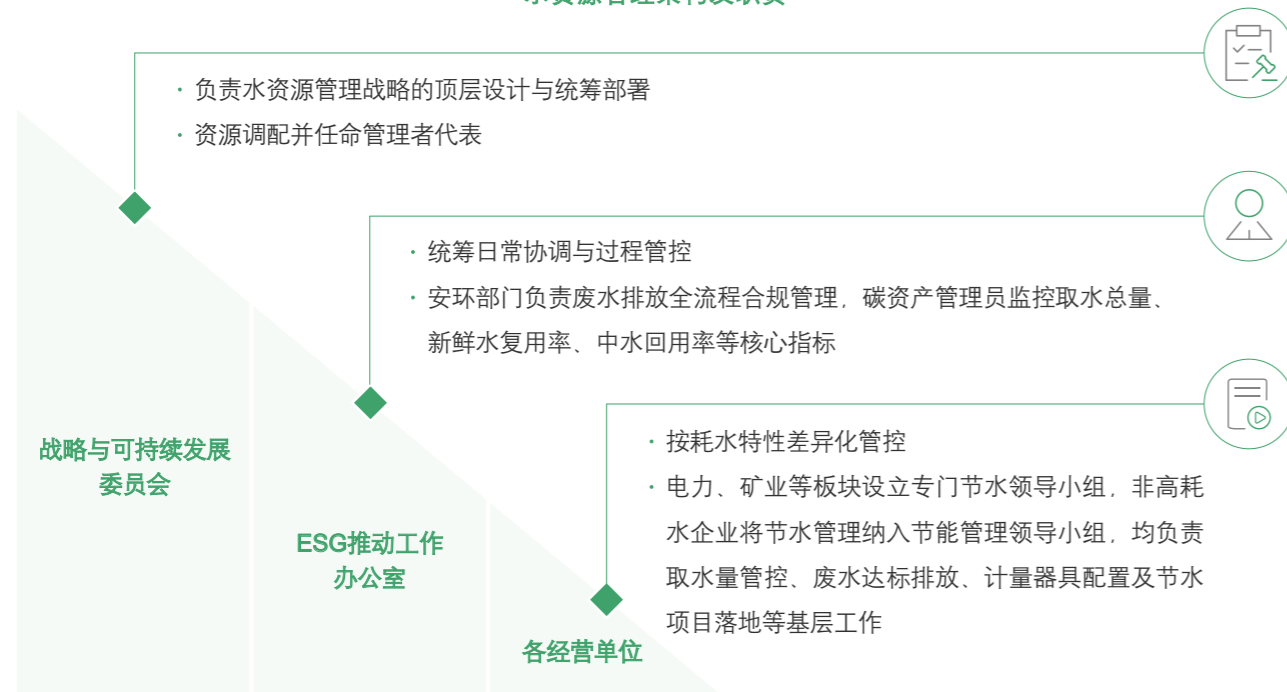 · 负责水资源管理战略的顶层设计与统筹部署
· 资源调配并任命管理者代表
· 统筹日常协调与过程管控
· 安环部门负责废水排放全流程合规管理，碳资产管理员监控取水总量、
新鲜水复用率、中水回用率等核心指标
战略与可持续发展
委员会
· 按耗水特性差异化管控
· 电力、矿业等板块设立专门节水领导小组，非高耗
水企业将节水管理纳入节能管理领导小组，均负责
取水量管控、废水达标排放、计量器具配置及节水
项目落地等基层工作
ESG推动工作
办公室
各经营单位